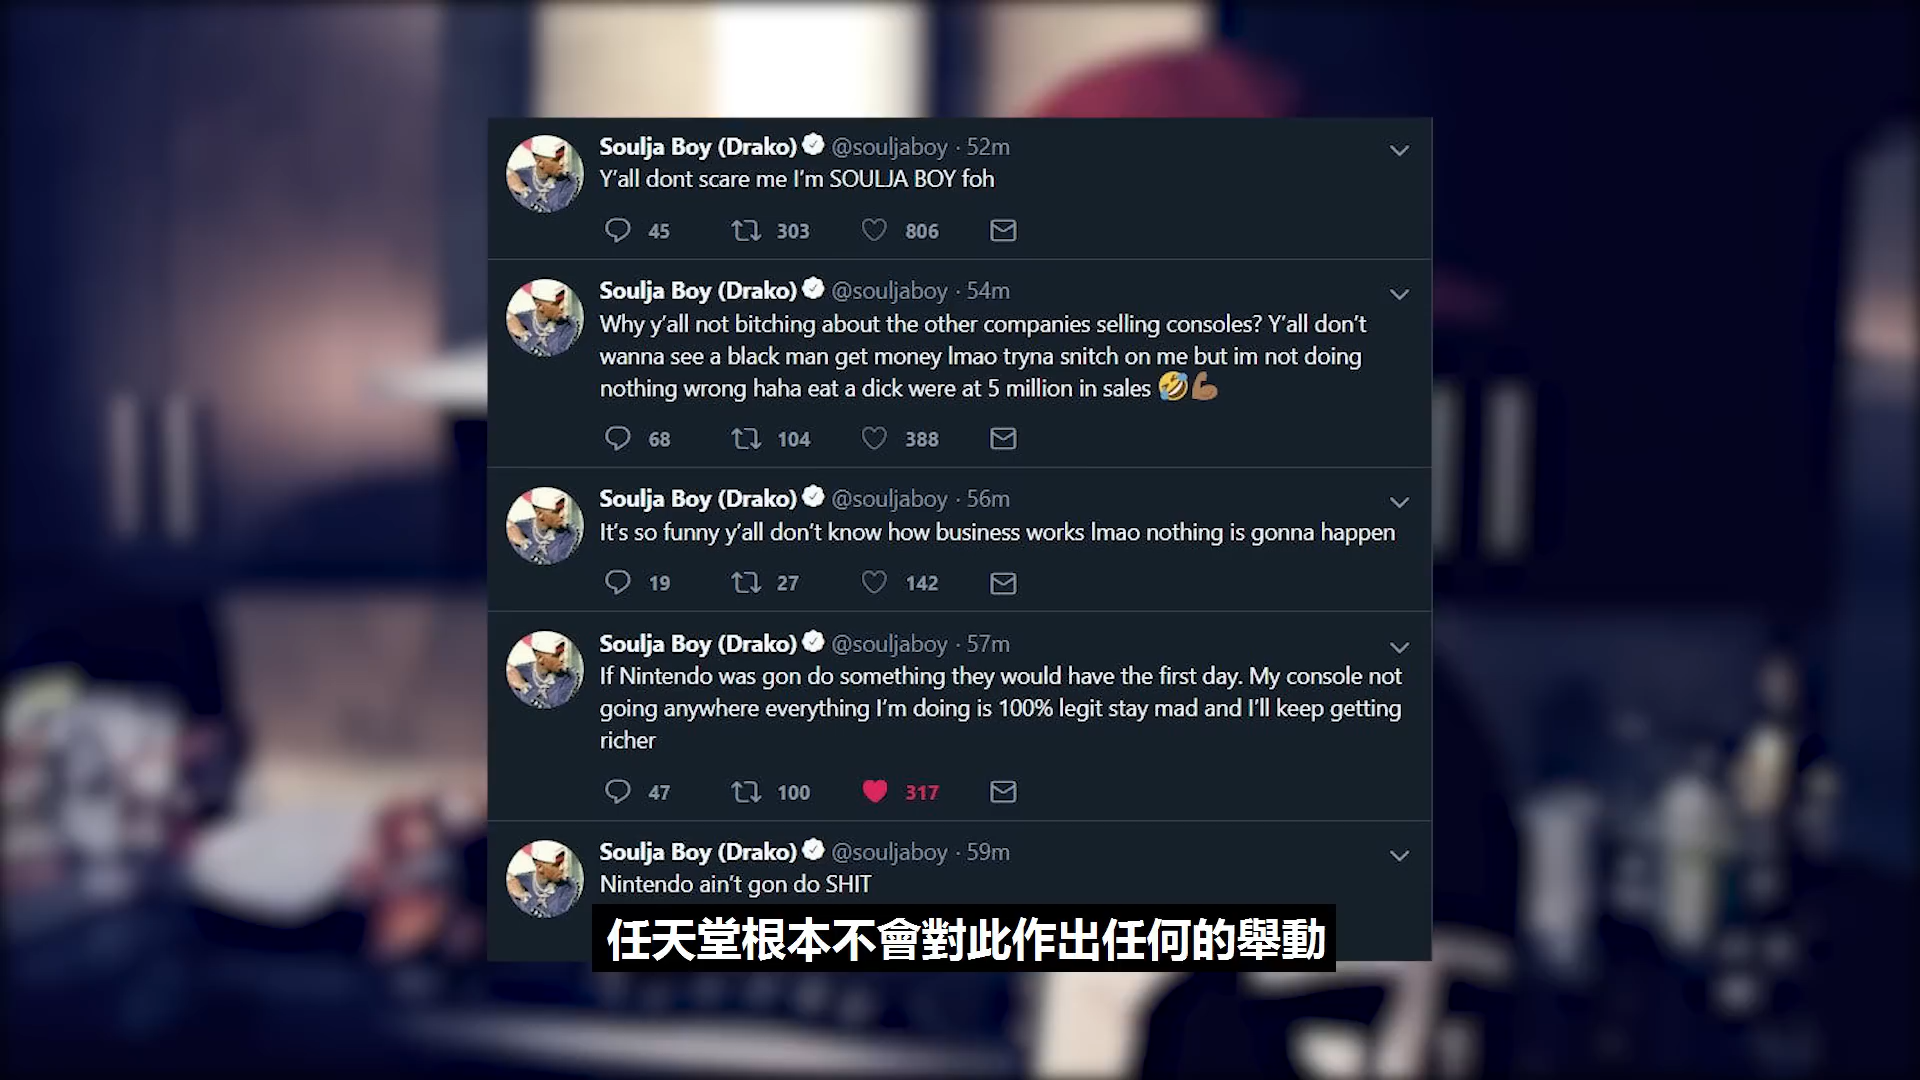 Soulja Boy (Drako) @souljaboy · 52m
Y'all dont scare me I'm SOULJA BOY foh
45 303 806
Soulja Boy (Drako) @souljaboy · 54m
Why y'all not bitching about the other companies selling consoles? Y'all don't
wanna see a black man get money lmao tryna snitch on me but im not doing
nothing wrong haha eat a dick were at 5 million in sales 🤣💪🏽
68 104 388
Soulja Boy (Drako) @souljaboy · 56m
It's so funny y'all don't know how business works lmao nothing is gonna happen
19 27 142
Soulja Boy (Drako) @souljaboy · 57m
If Nintendo was gon do something they would have the first day. My console not
going anywhere everything I'm doing is 100% legit stay mad and I'll keep getting
richer
47 100 317
Soulja Boy (Drako) @souljaboy · 59m
Nintendo ain't gon do SHIT
任天堂根本不會對此作出任何的舉動